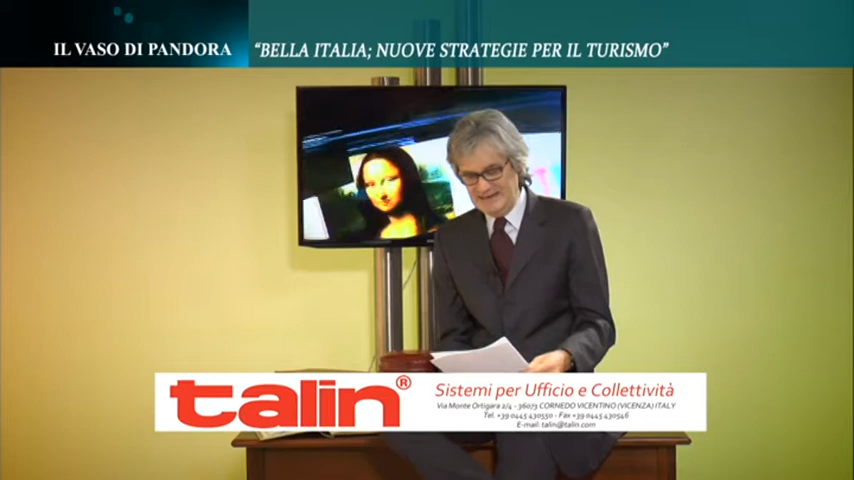 IL VASO DI PANDORA
“BELLA ITALIA; NUOVE STRATEGIE PER IL TURISMO”
talin®
Sistemi per Ufficio e Collettività
Via Monte Ortigara 2/4 - 36073 CORNEDO VICENTINO (VICENZA) ITALY
Tel. +39 0445 430550 - Fax +39 0445 430546
E-mail: talin@talin.com